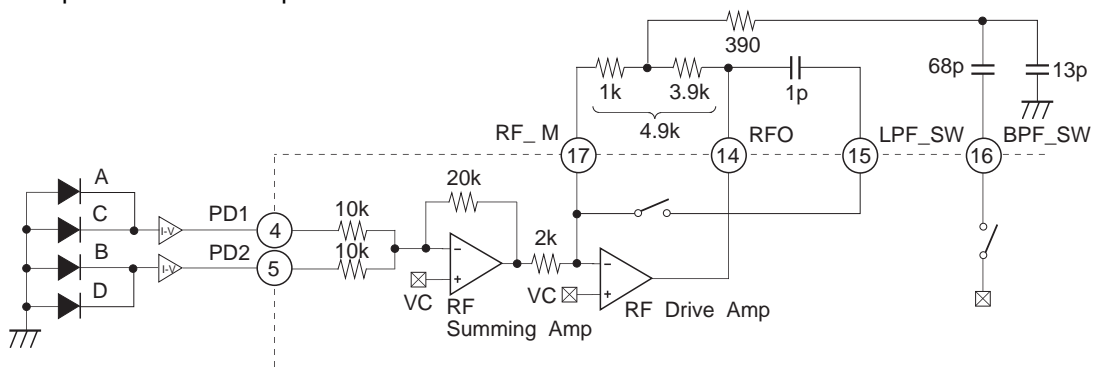 390
68p
13p
1k
3.9k
1p
4.9k
RF_M
17
14
RFO
15
LPF_SW
16
BPF_SW
A
C
B
D
I-V
I-V
PD1
4
PD2
5
10k
10k
20k
2k
VC
RF
Summing Amp
VC
RF Drive Amp